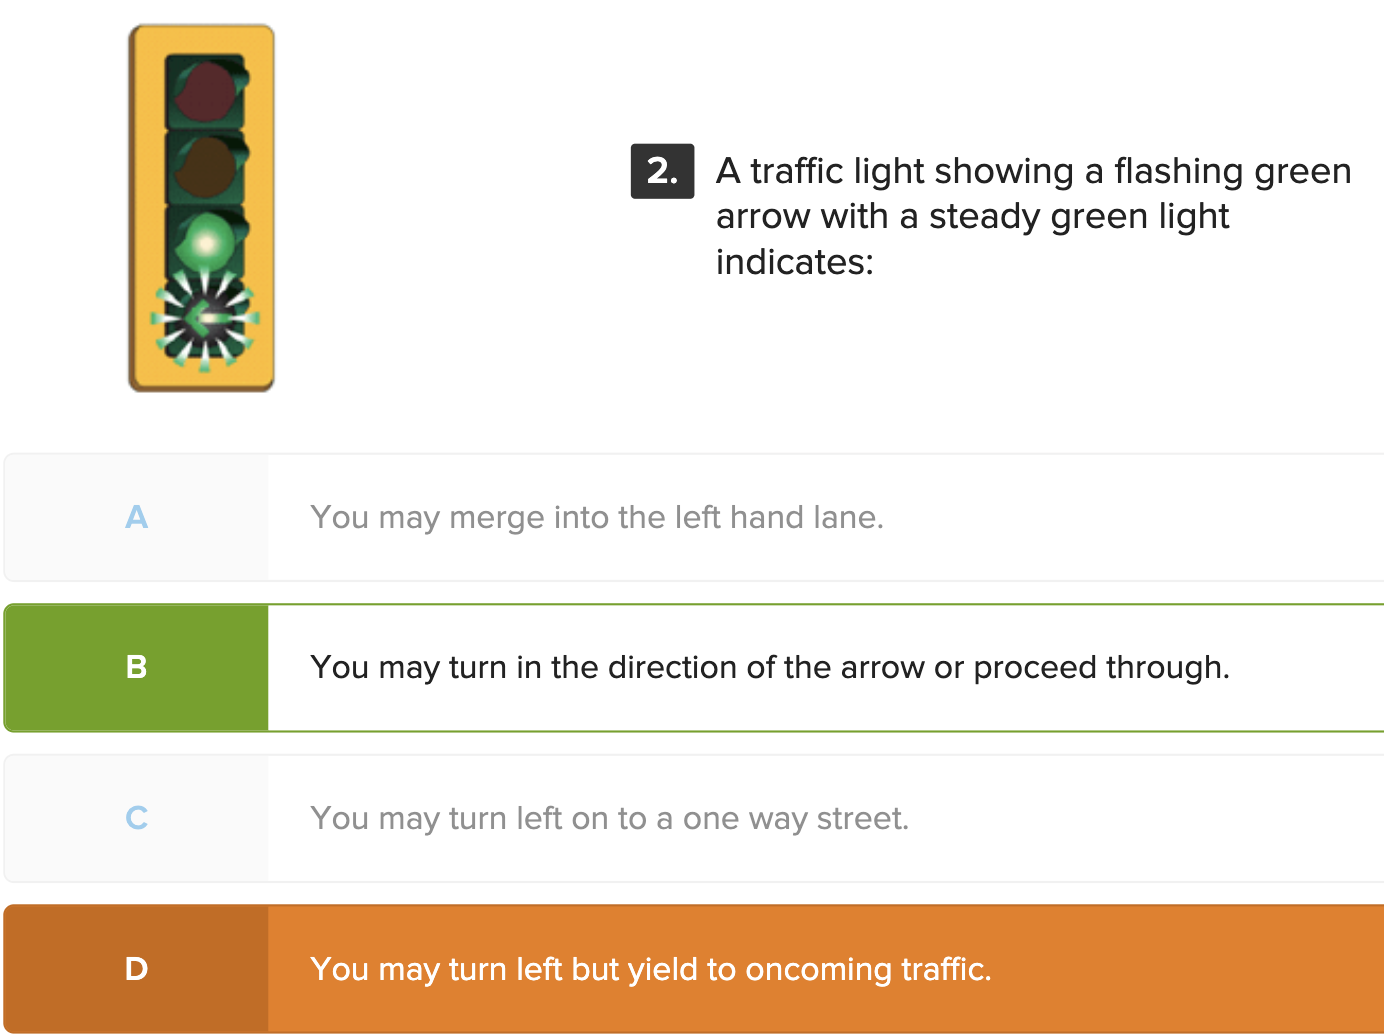 2. A traffic light showing a flashing green
arrow with a steady green light
indicates:
A You may merge into the left hand lane.
B You may turn in the direction of the arrow or proceed through.
C You may turn left on to a one way street.
D You may turn left but yield to oncoming traffic.